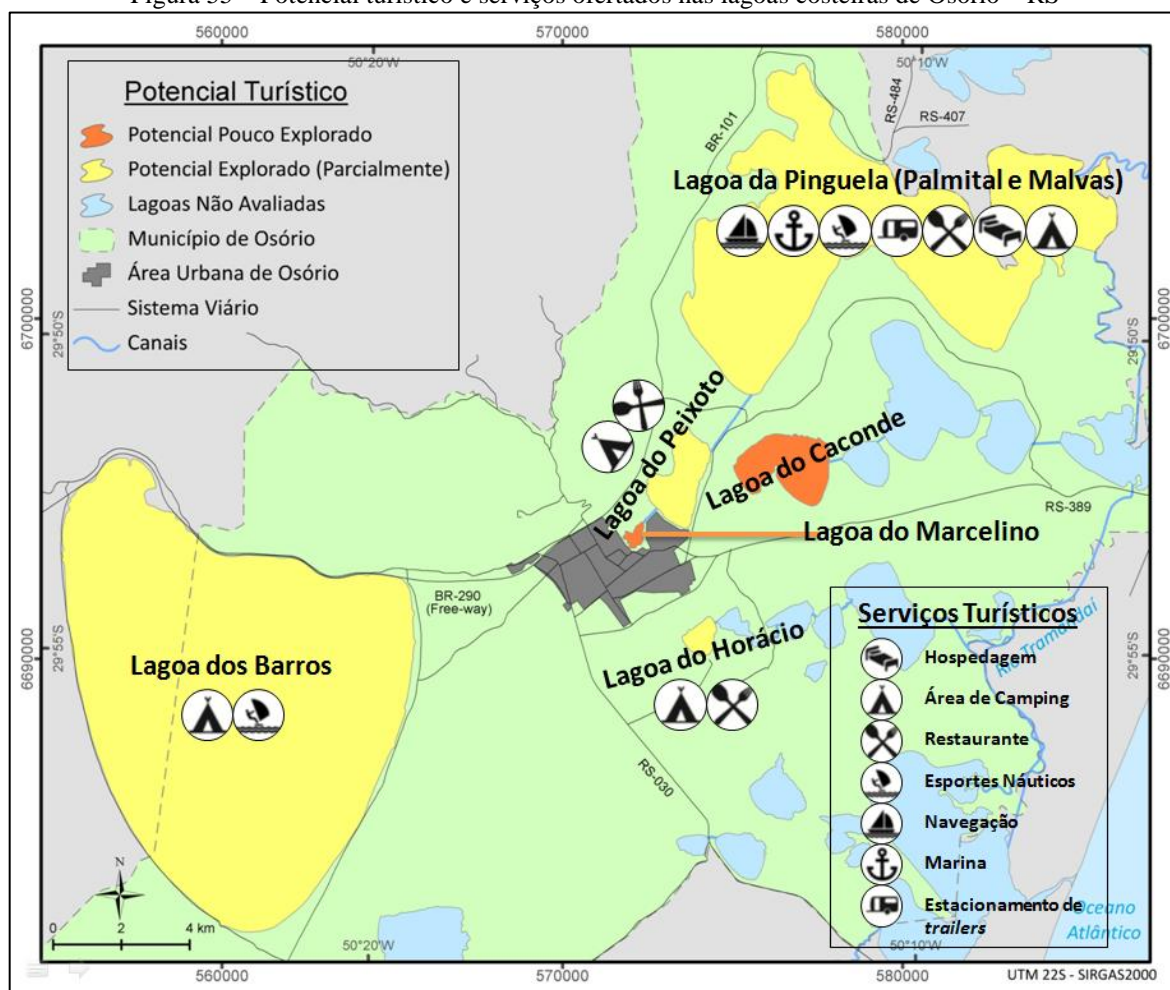 Figura 35 – Potencial turístico e serviços ofertados nas lagoas costeiras de Osório – RS
560000 570000 580000
50°20'W 50°10'W
Potencial Turístico
Potencial Pouco Explorado
Potencial Explorado (Parcialmente)
Lagoas Não Avaliadas
Município de Osório
Área Urbana de Osório
Sistema Viário
Canais
BR-101
RS-484
RS-407
Lagoa da Pinguela (Palmital e Malvas)
6700000
29°50'S
29°50'S
6700000
Lagoa do Peixoto
Lagoa do Caconde
RS-389
Lagoa do Marcelino
BR-290
(Free-way)
6690000
29°55'S
29°55'S
6690000
Lagoa dos Barros
Lagoa do Horácio
RS-030
Rio Tramandaí
Serviços Turísticos
Hospedagem
Área de Camping
Restaurante
Esportes Náuticos
Navegação
Marina
Estacionamento de
trailers
Oceano
Atlântico
N
0 2 4 km
50°20'W 50°10'W
560000 570000 580000
UTM 22S - SIRGAS2000